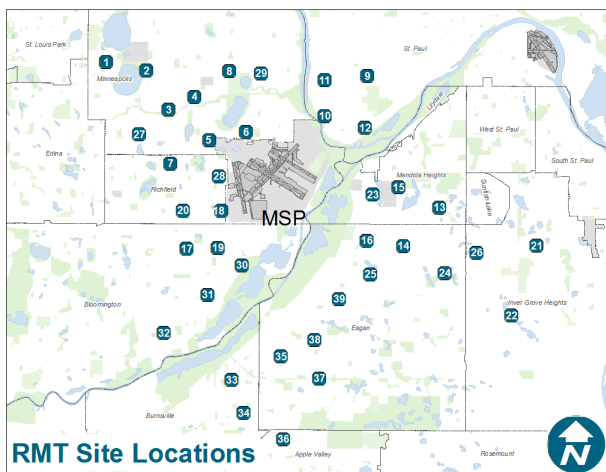 St. Louis Park
St. Paul
1
Minneapolis
2
8
29
11
9
4
3
10
Lilydale
12
27
5
6
West St. Paul
Edina
7
South St. Paul
28
Mendota Heights
Richfield
23
15
Sunfish Lake
20
18
MSP
13
17
19
16
14
21
26
30
25
24
31
39
Bloomington
Inver Grove Heights
22
32
Eagan
38
35
33
37
34
Burnsville
36
RMT Site Locations
Apple Valley
Rosemount
N